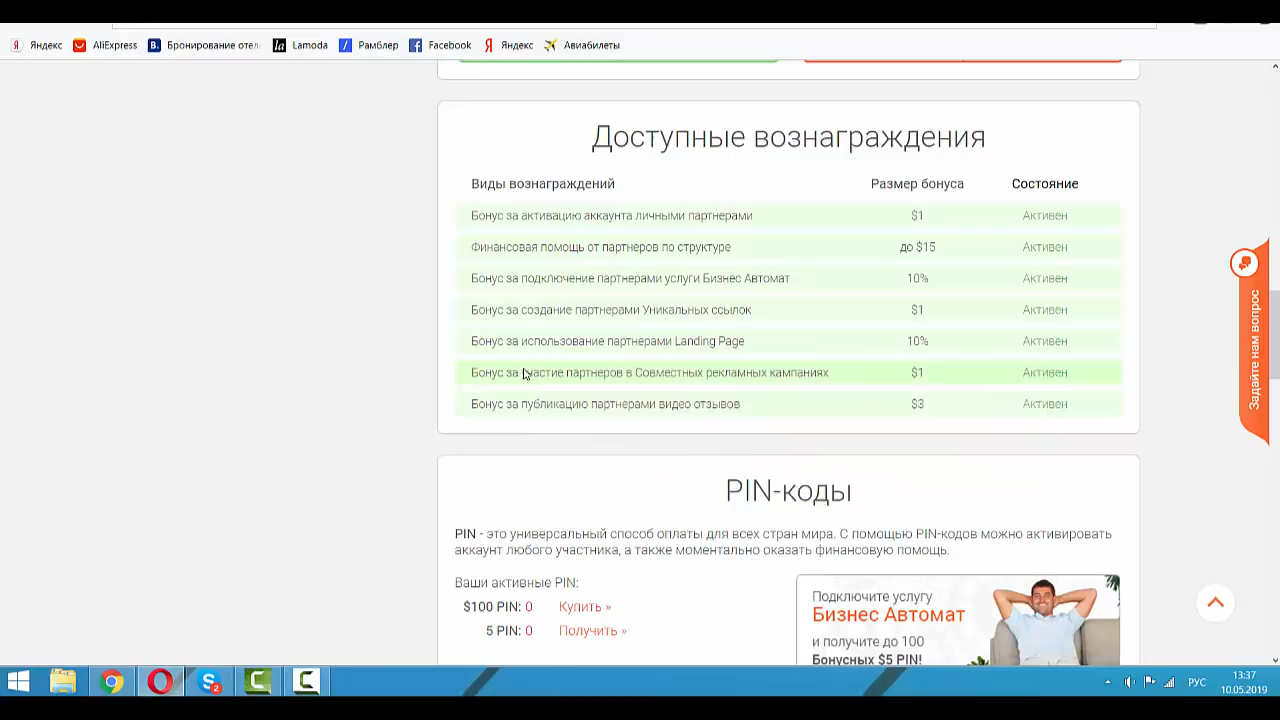 Яндекс AliExpress Бронирование отел Lamoda Рамблер Facebook Яндекс Авиабилеты
Доступные вознаграждения
Виды вознаграждений Размер бонуса Состояние
Бонус за активацию аккаунта личными партнерами $1 Активен
Финансовая помощь от партнеров по структуре до $15 Активен
Бонус за подключение партнерами услуги Бизнес Автомат 10% Активен
Бонус за создание партнерами Уникальных ссылок $1 Активен
Бонус за использование партнерами Landing Page 10% Активен
Бонус за участие партнеров в Совместных рекламных кампаниях $1 Активен
Бонус за публикацию партнерами видео отзывов $3 Активен
Задайте нам вопрос
PIN-коды
PIN - это универсальный способ оплаты для всех стран мира. С помощью PIN-кодов можно активировать
аккаунт любого участника, а также моментально оказать финансовую помощь.
Ваши активные PIN:
$100 PIN: 0 Купить »
5 PIN: 0 Получить »
Подключите услугу
Бизнес Автомат
и получите до 100
Бонусных $5 PIN!
2
РУС
13:37
10.05.2019